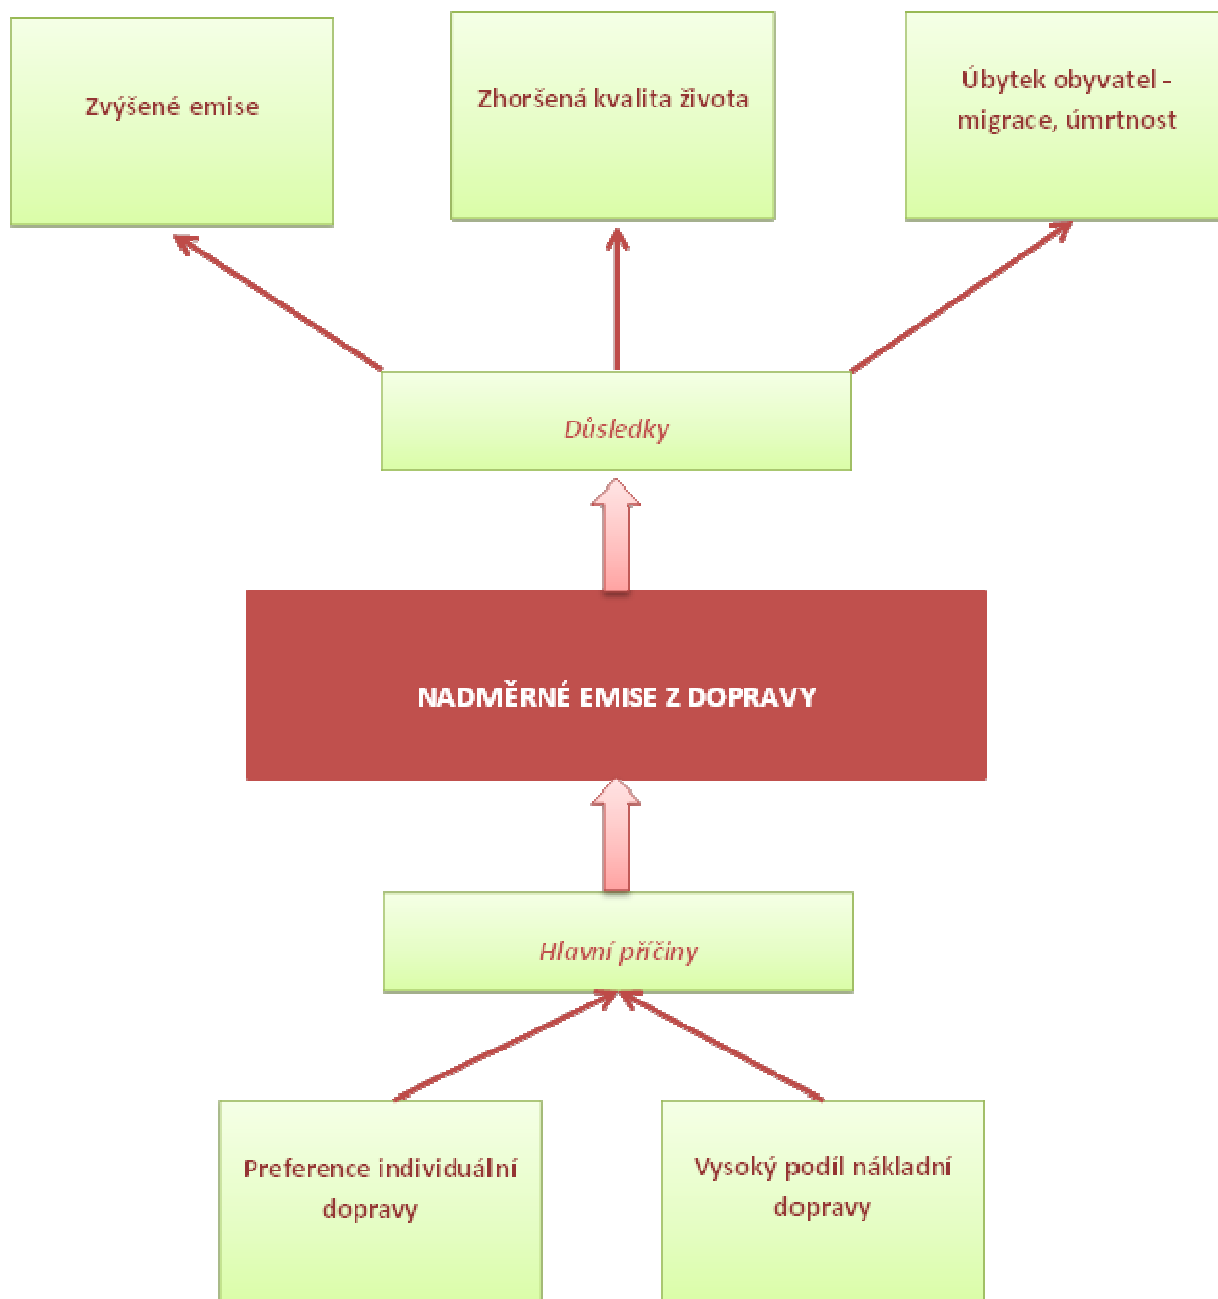 Zvýšené emise
Zhoršená kvalita života
Úbytek obyvatel -
migrace, úmrtnost
Důsledky
NADMĚRNÉ EMISE Z DOPRAVY
Hlavní příčiny
Preference individuální
dopravy
Vysoký podíl nákladní
dopravy